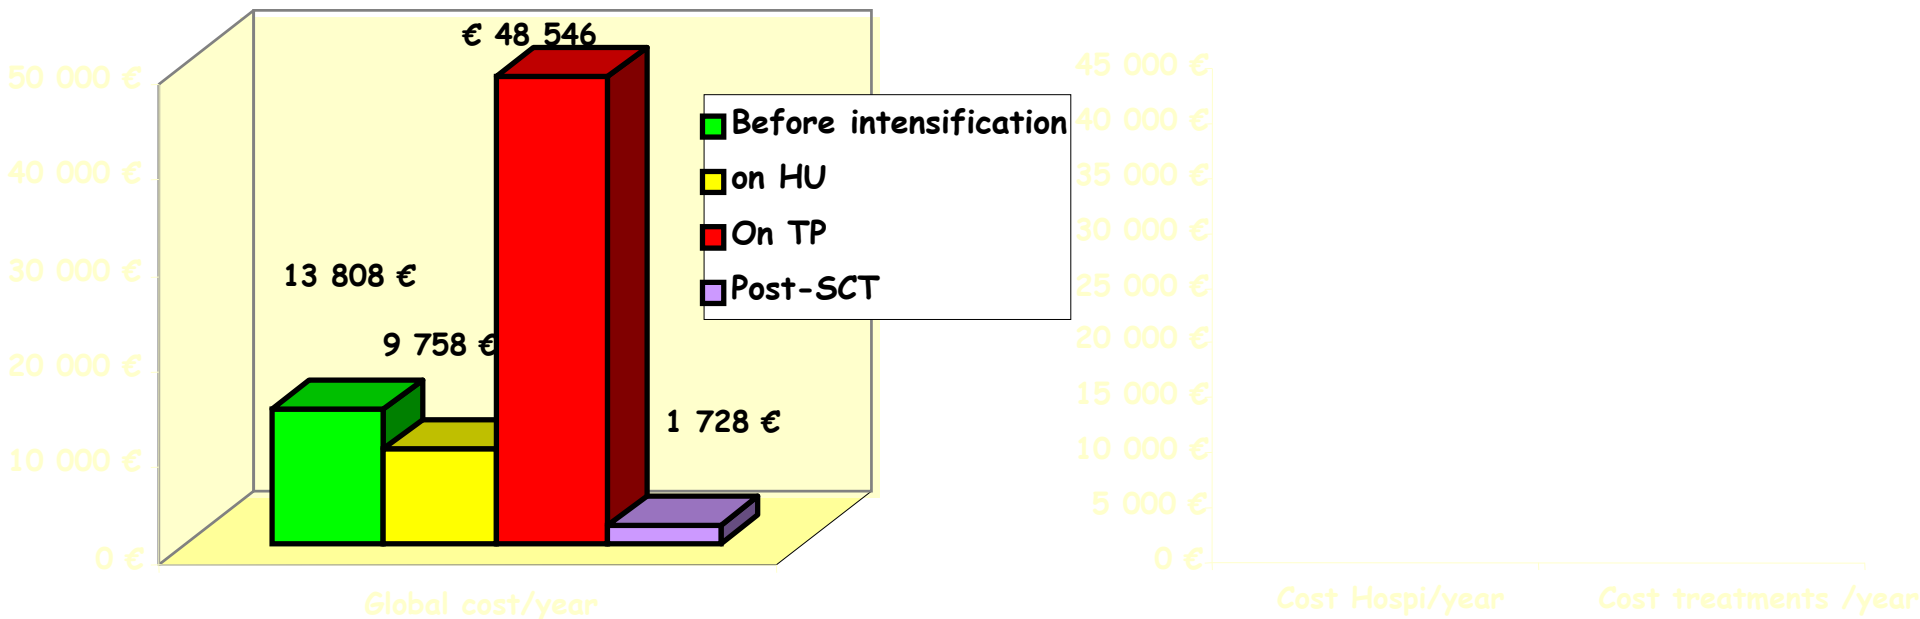 € 48 546
50 000 €
40 000 €
30 000 €
20 000 €
10 000 €
0 €
13 808 €
9 758 €
1 728 €
Global cost/year
Before intensification
on HU
On TP
Post-SCT
45 000 €
40 000 €
35 000 €
30 000 €
25 000 €
20 000 €
15 000 €
10 000 €
5 000 €
0 €
Cost Hospi/year
Cost treatments /year